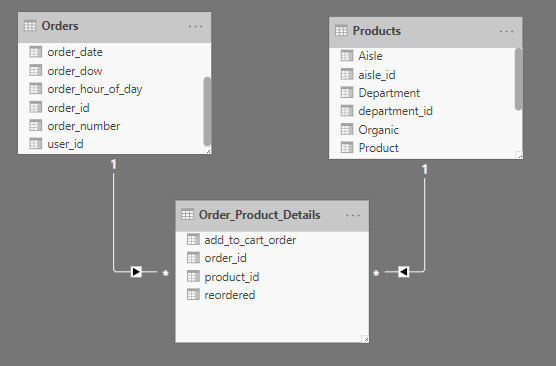 Orders
order_date
order_dow
order_hour_of_day
order_id
order_number
user_id
Products
Aisle
aisle_id
Department
department_id
Organic
Product
1
1
Order_Product_Details
add_to_cart_order
order_id
product_id
reordered
*
*